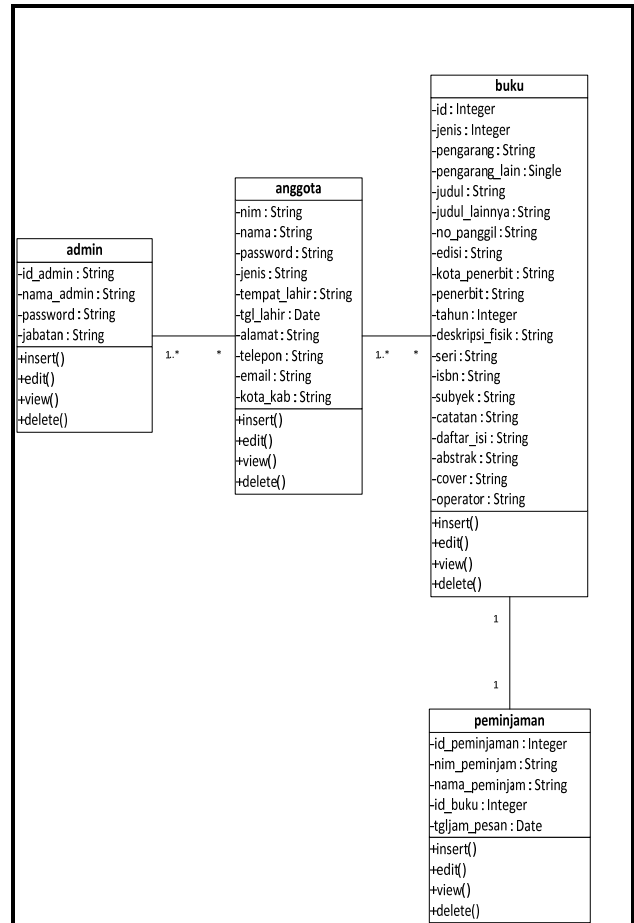 admin
-id_admin : String
-nama_admin : String
-password : String
-jabatan : String
+insert()
+edit()
+view()
+delete()
1..*
*
anggota
-nim : String
-nama : String
-password : String
-jenis : String
-tempat_lahir : String
-tgl_lahir : Date
-alamat : String
-telepon : String
-email : String
-kota_kab : String
+insert()
+edit()
+view()
+delete()
1..*
*
buku
-id : Integer
-jenis : Integer
-pengarang : String
-pengarang_lain : Single
-judul : String
-judul_lainnya : String
-no_panggil : String
-edisi : String
-kota_penerbit : String
-penerbit : String
-tahun : Integer
-deskripsi_fisik : String
-seri : String
-isbn : String
-subyek : String
-catatan : String
-daftar_isi : String
-abstrak : String
-cover : String
-operator : String
+insert()
+edit()
+view()
+delete()
1
1
peminjaman
-id_peminjaman : Integer
-nim_peminjam : String
-nama_peminjam : String
-id_buku : Integer
-tgljam_pesan : Date
+insert()
+edit()
+view()
+delete()